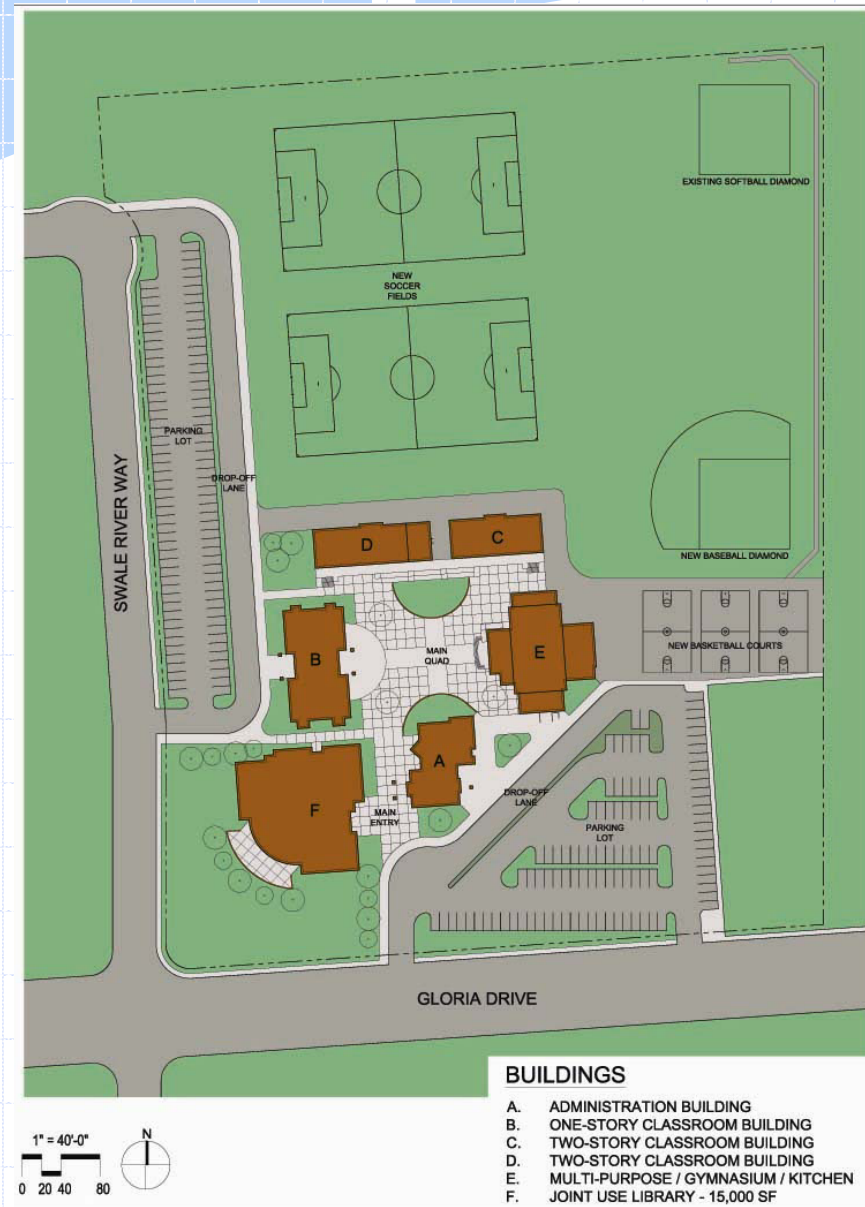 EXISTING SOFTBALL DIAMOND
NEW
SOCCER
FIELDS
PARKING
LOT
DROP-OFF
LANE
SWALE RIVER WAY
D
C
NEW BASEBALL DIAMOND
B
MAIN
QUAD
E
NEW BASKETBALL COURTS
A
F
MAIN
ENTRY
DROP-OFF
LANE
PARKING
LOT
GLORIA DRIVE
BUILDINGS
A. ADMINISTRATION BUILDING
B. ONE-STORY CLASSROOM BUILDING
C. TWO-STORY CLASSROOM BUILDING
D. TWO-STORY CLASSROOM BUILDING
E. MULTI-PURPOSE / GYMNASIUM / KITCHEN
F. JOINT USE LIBRARY - 15,000 SF
1" = 40'-0"
0 20 40 80
N